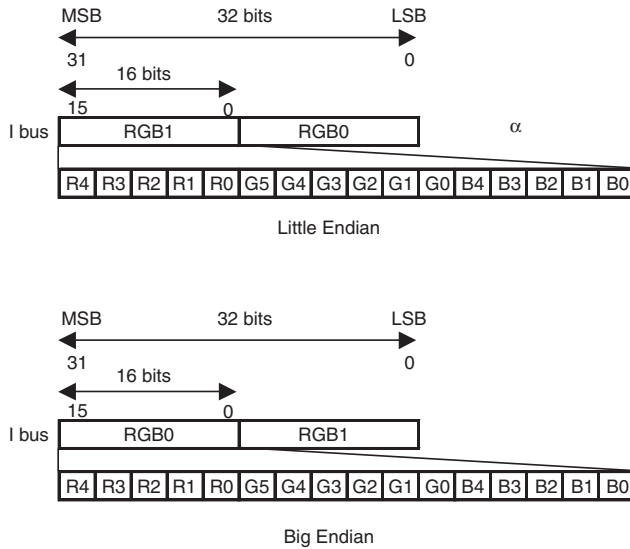 MSB 32 bits LSB
31 0
16 bits
15 0
I bus RGB1 RGB0 α
R4 R3 R2 R1 R0 G5 G4 G3 G2 G1 G0 B4 B3 B2 B1 B0
Little Endian
MSB 32 bits LSB
31 0
16 bits
15 0
I bus RGB0 RGB1
R4 R3 R2 R1 R0 G5 G4 G3 G2 G1 G0 B4 B3 B2 B1 B0
Big Endian